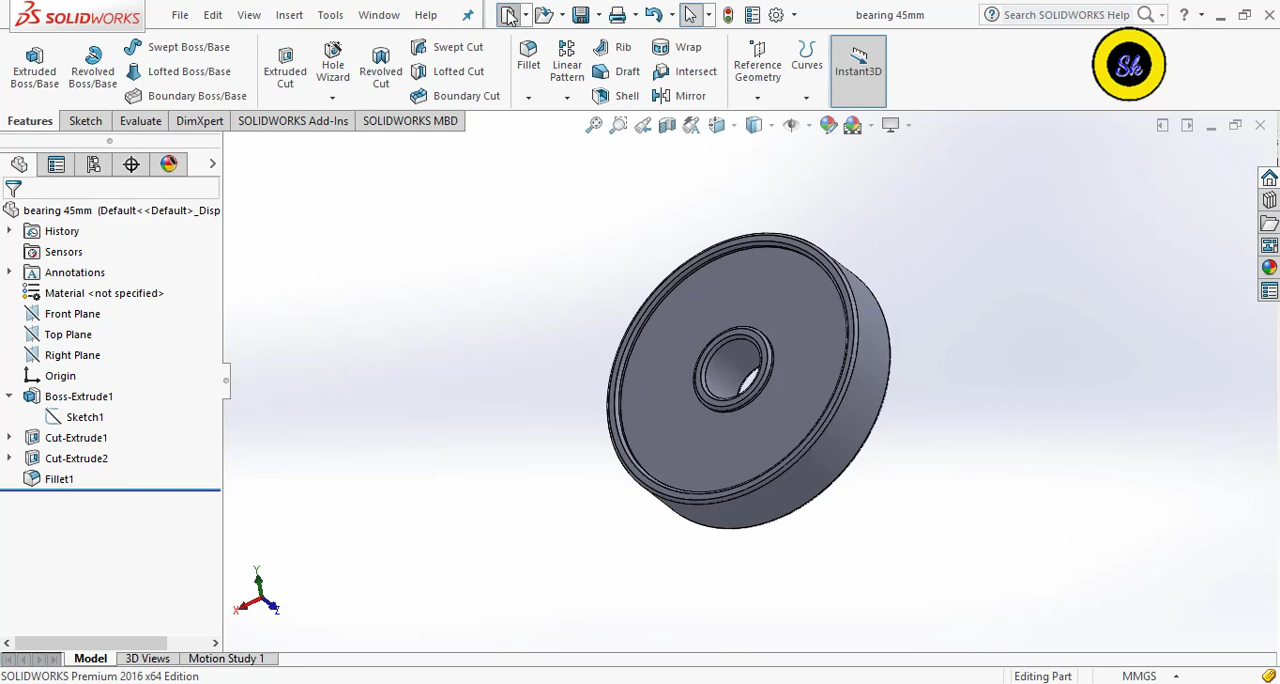 SOLIDWORKS File Edit View Insert Tools Window Help bearing 45mm Search SOLIDWORKS Help ?
Extruded Boss/Base
Revolved Boss/Base
Swept Boss/Base
Lofted Boss/Base
Boundary Boss/Base
Extruded Cut
Hole Wizard
Revolved Cut
Swept Cut
Lofted Cut
Boundary Cut
Fillet
Linear Pattern
Rib
Draft
Shell
Wrap
Intersect
Mirror
Reference Geometry
Curves
Instant3D
Sk
Features Sketch Evaluate DimXpert SOLIDWORKS Add-Ins SOLIDWORKS MBD
bearing 45mm (Default<<Default>_Disp
History
Sensors
Annotations
Material <not specified>
Front Plane
Top Plane
Right Plane
Origin
Boss-Extrude1
Sketch1
Cut-Extrude1
Cut-Extrude2
Fillet1
Y
X
Z
Model 3D Views Motion Study 1
SOLIDWORKS Premium 2016 x64 Edition Editing Part MMGS